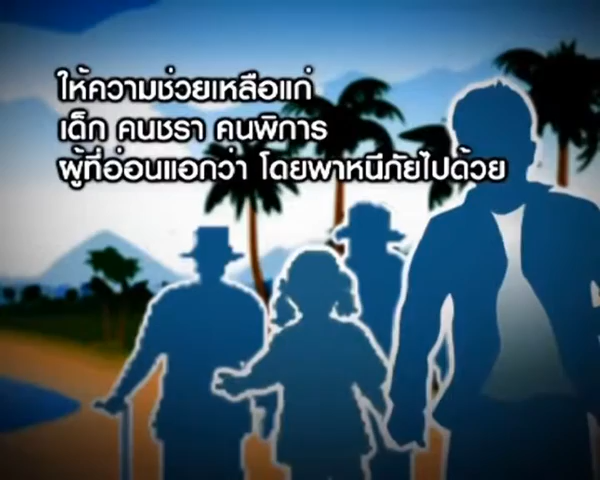 ให้ความช่วยเหลือแก่
เด็ก คนชรา คนพิการ
ผู้ที่อ่อนแอกว่า โดยพาหนีภัยไปด้วย